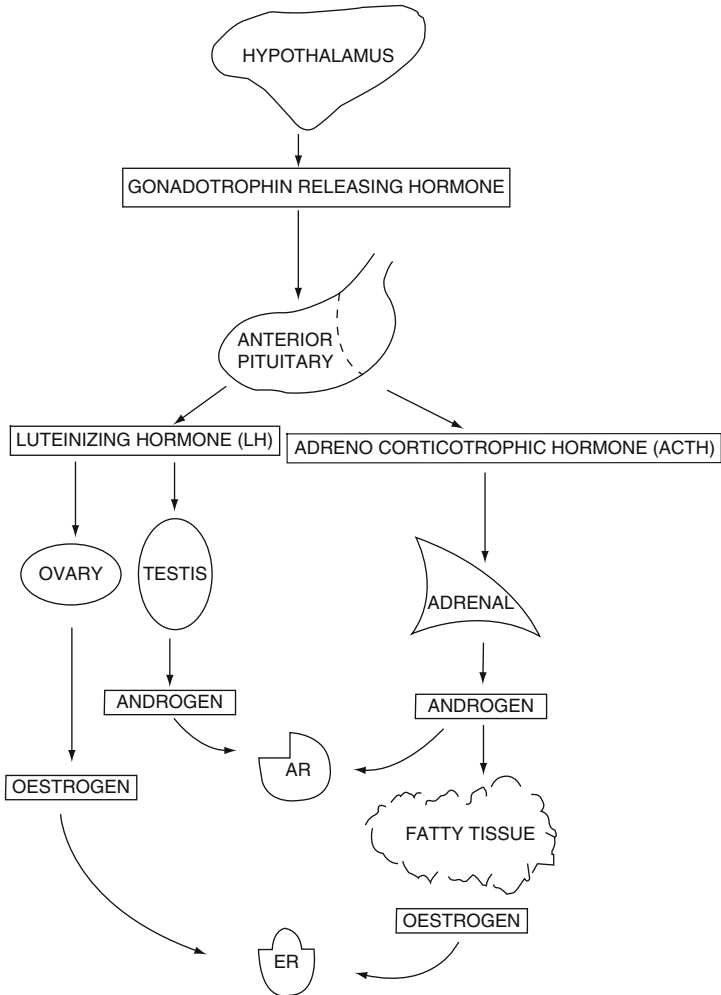 HYPOTHALAMUS
GONADOTROPHIN RELEASING HORMONE
ANTERIOR
PITUITARY
LUTEINIZING HORMONE (LH)
ADRENO CORTICOTROPHIC HORMONE (ACTH)
OVARY
TESTIS
ADRENAL
ANDROGEN
ANDROGEN
AR
OESTROGEN
FATTY TISSUE
OESTROGEN
ER